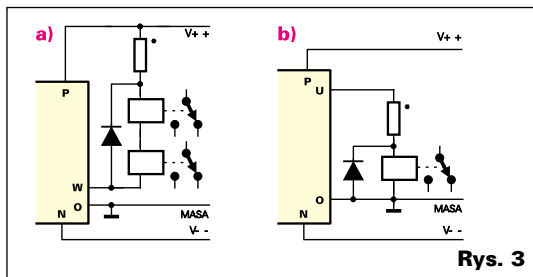 a)
V+ +
P
*
W
O
N
MASA
V- -
b)
V+ +
P
U
*
O
N
MASA
V- -
Rys. 3